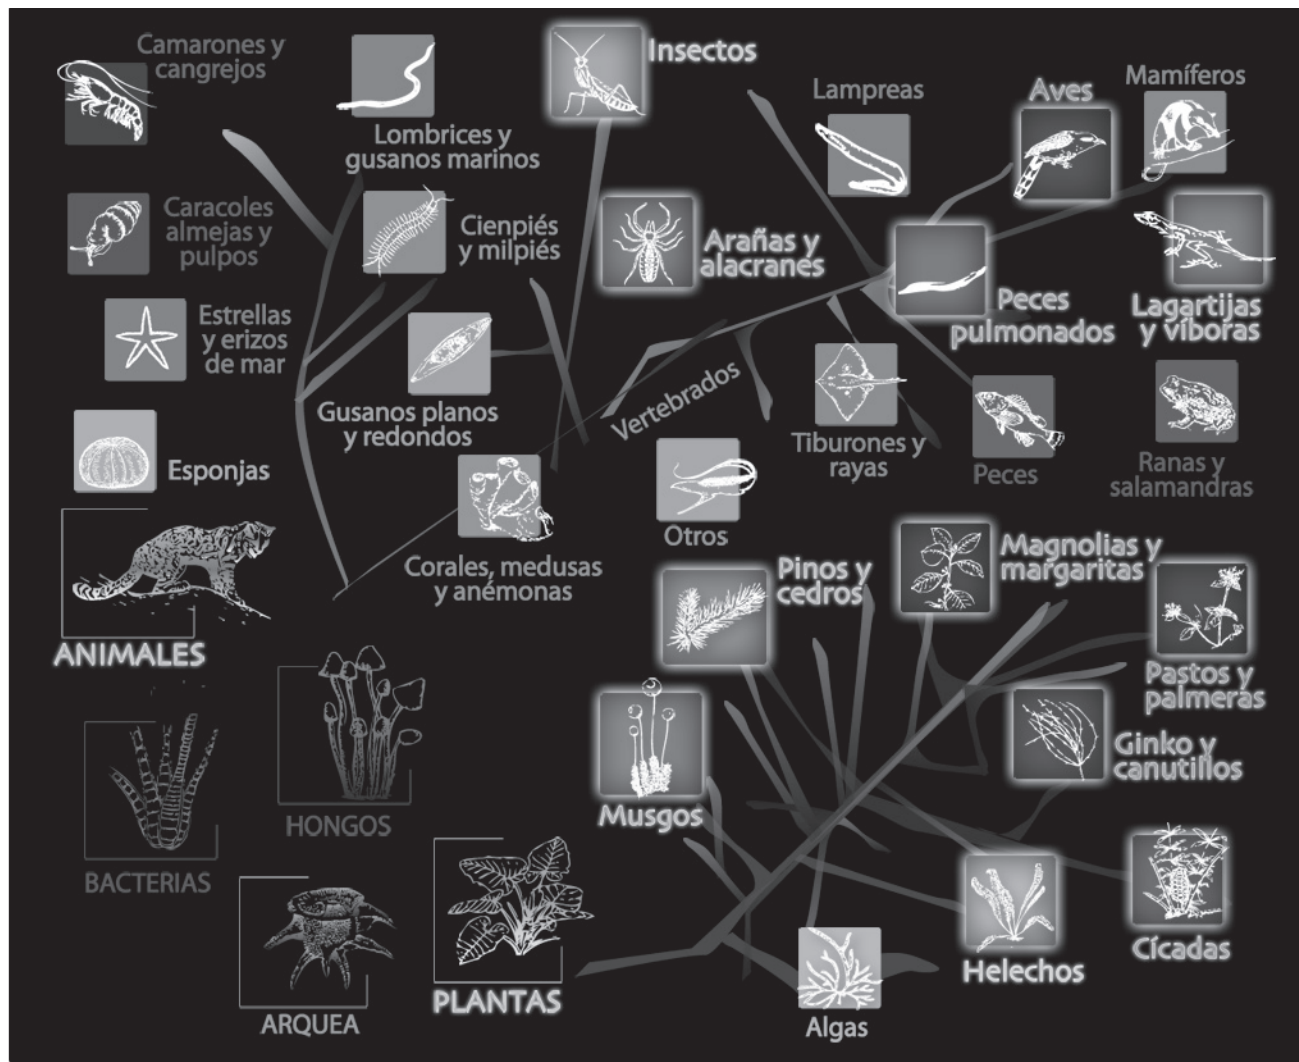 Camarones y
cangrejos
Lombrices y
gusanos marinos
Insectos
Lampreas
Aves
Mamíferos
Caracoles
almejas y
pulpos
Cienpiés
y milpiés
Arañas y
alacranes
Peces
pulmonados
Lagartijas
y víboras
Estrellas
y erizos
de mar
Gusanos planos
y redondos
Vertebrados
Tiburones y
rayas
Peces
Ranas y
salamandras
Esponjas
Corales, medusas
y anémonas
Otros
ANIMALES
Pinos y
cedros
Magnolias y
margaritas
Pastos y
palmeras
Musgos
Ginko y
canutillos
HONGOS
BACTERIAS
ARQUEA
PLANTAS
Algas
Helechos
Cícadas